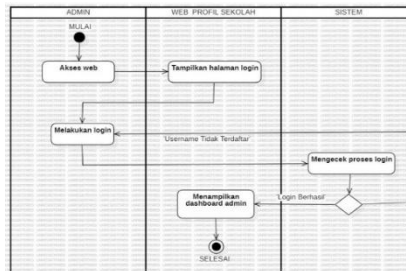 ADMIN
WEB PROFIL SEKOLAH
SISTEM
MULAI
Akses web
Tampilkan halaman login
Melakukan login
'Username Tidak Terdaftar'
Mengecek proses login
Menampilkan
dashboard admin
'Login Berhasil'
SELESAI